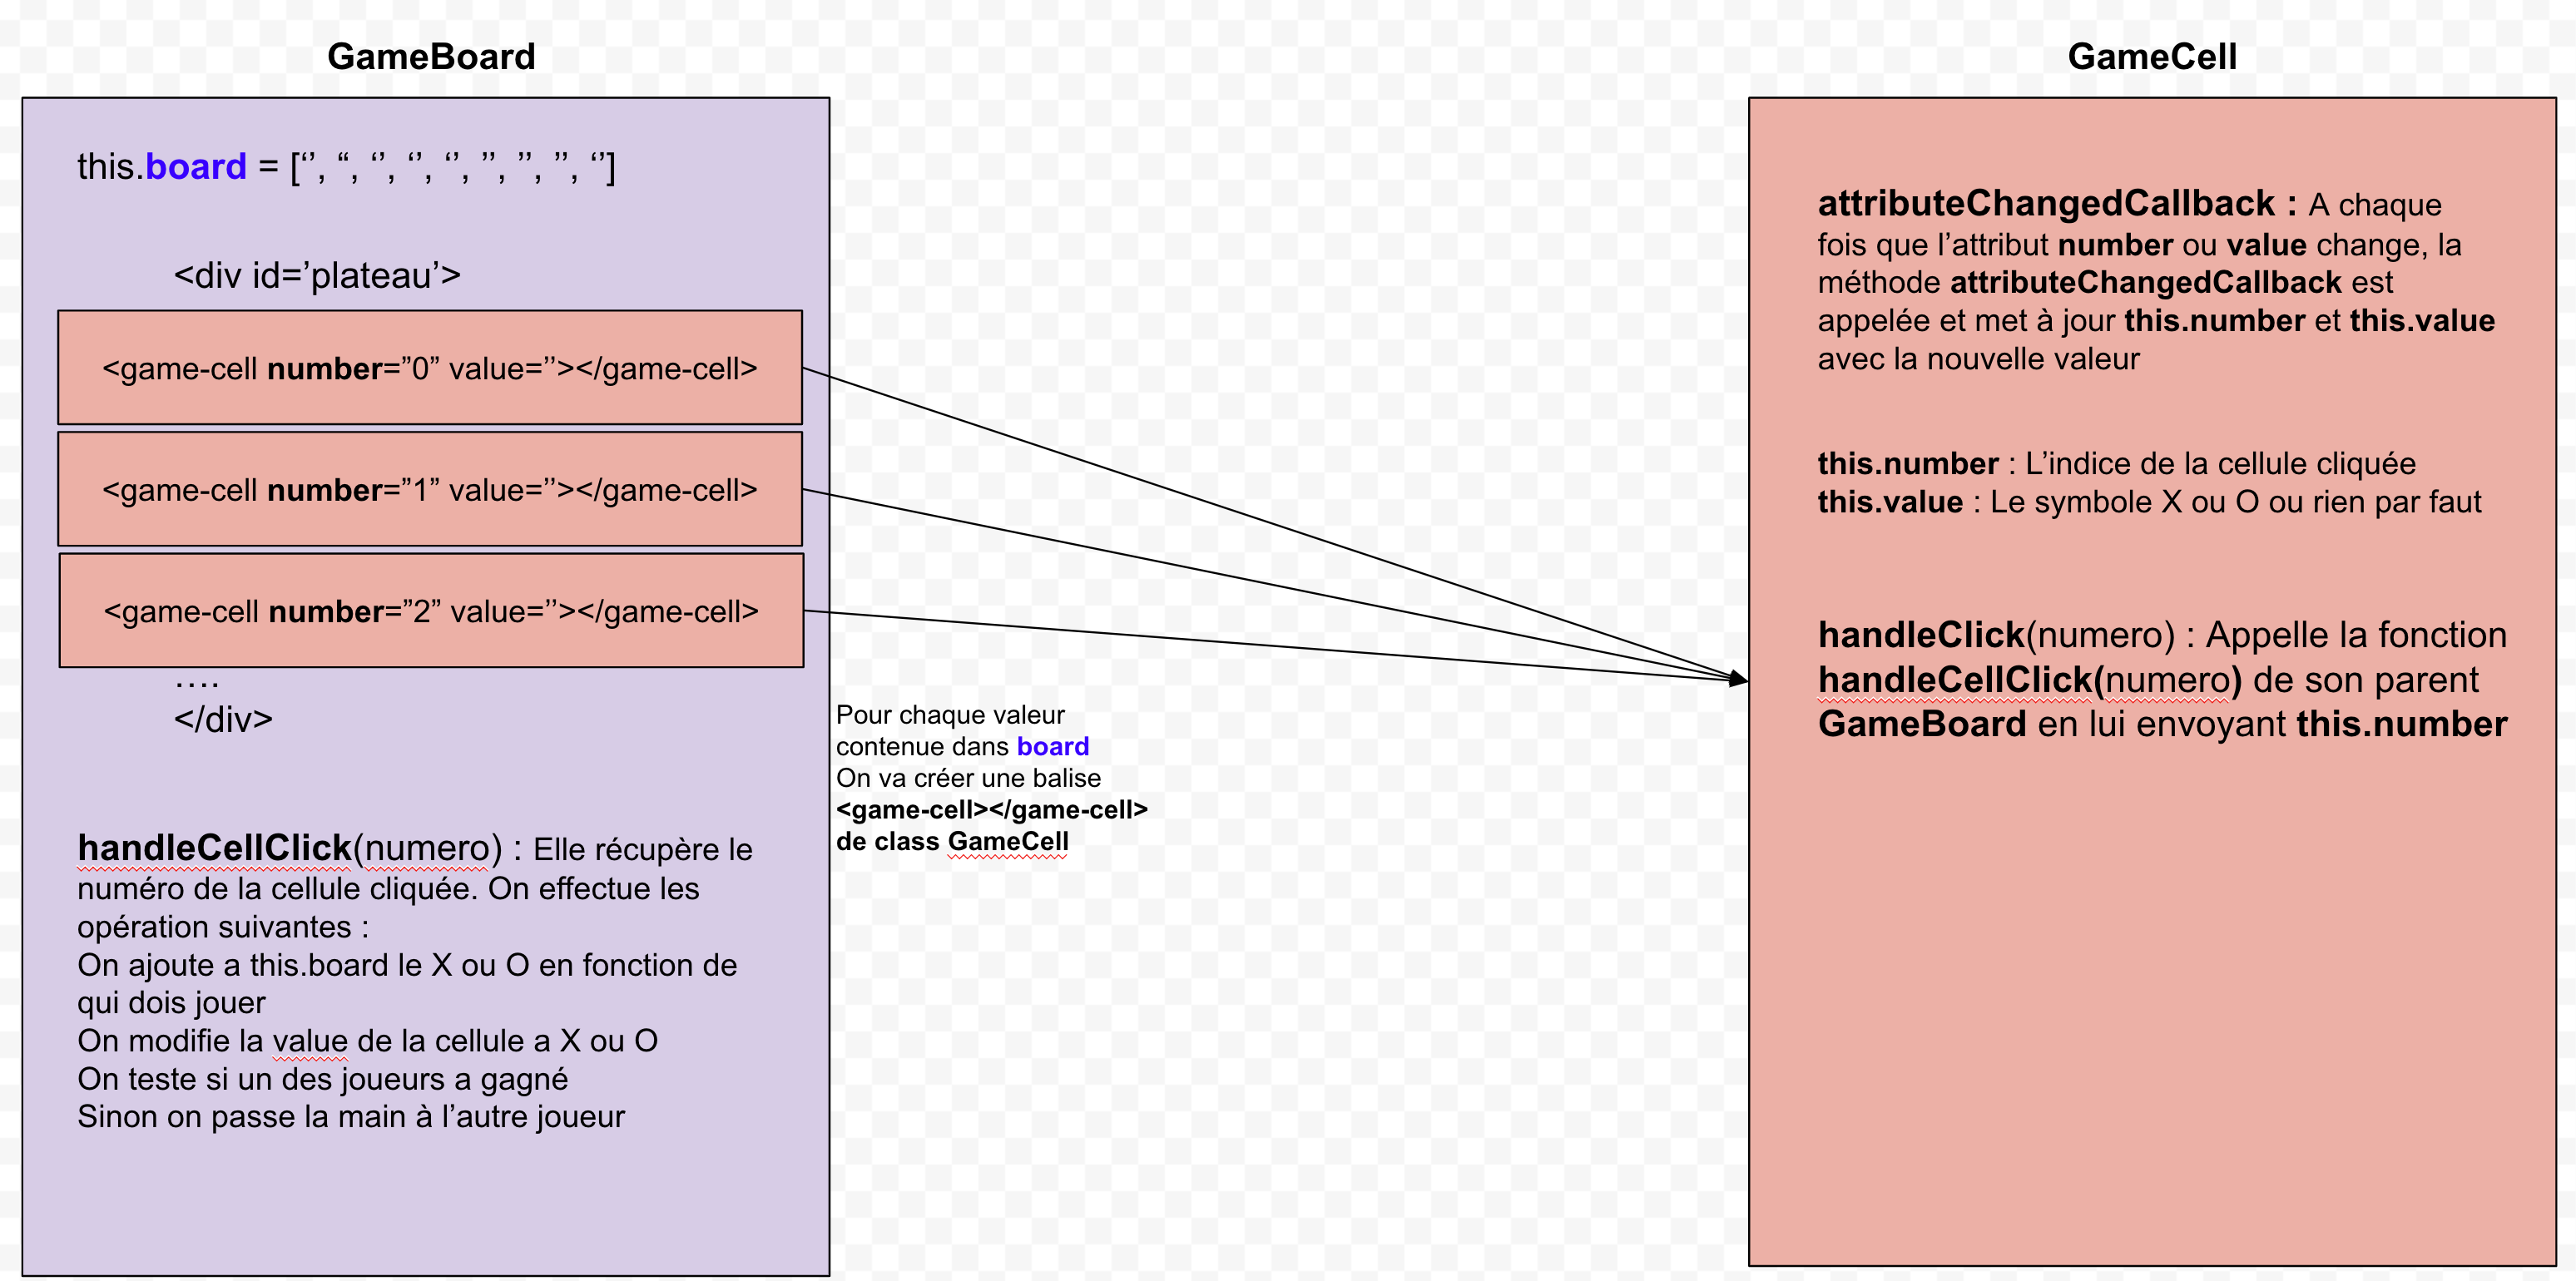 GameBoard
this.board = [‘’, “, ‘’, ‘’, ‘’, ’’, ’’, ’’, ‘’]
<div id=’plateau’>
<game-cell number=”0” value=’’></game-cell>
<game-cell number=”1” value=’’></game-cell>
<game-cell number=”2” value=’’></game-cell>
….
</div>
handleCellClick(numero) : Elle récupère le
numéro de la cellule cliquée. On effectue les
opération suivantes :
On ajoute a this.board le X ou O en fonction de
qui dois jouer
On modifie la value de la cellule a X ou O
On teste si un des joueurs a gagné
Sinon on passe la main à l’autre joueur
Pour chaque valeur
contenue dans board
On va créer une balise
<game-cell></game-cell>
de class GameCell
GameCell
attributeChangedCallback : A chaque
fois que l’attribut number ou value change, la
méthode attributeChangedCallback est
appelée et met à jour this.number et this.value
avec la nouvelle valeur
this.number : L’indice de la cellule cliquée
this.value : Le symbole X ou O ou rien par faut
handleClick(numero) : Appelle la fonction
handleCellClick(numero) de son parent
GameBoard en lui envoyant this.number